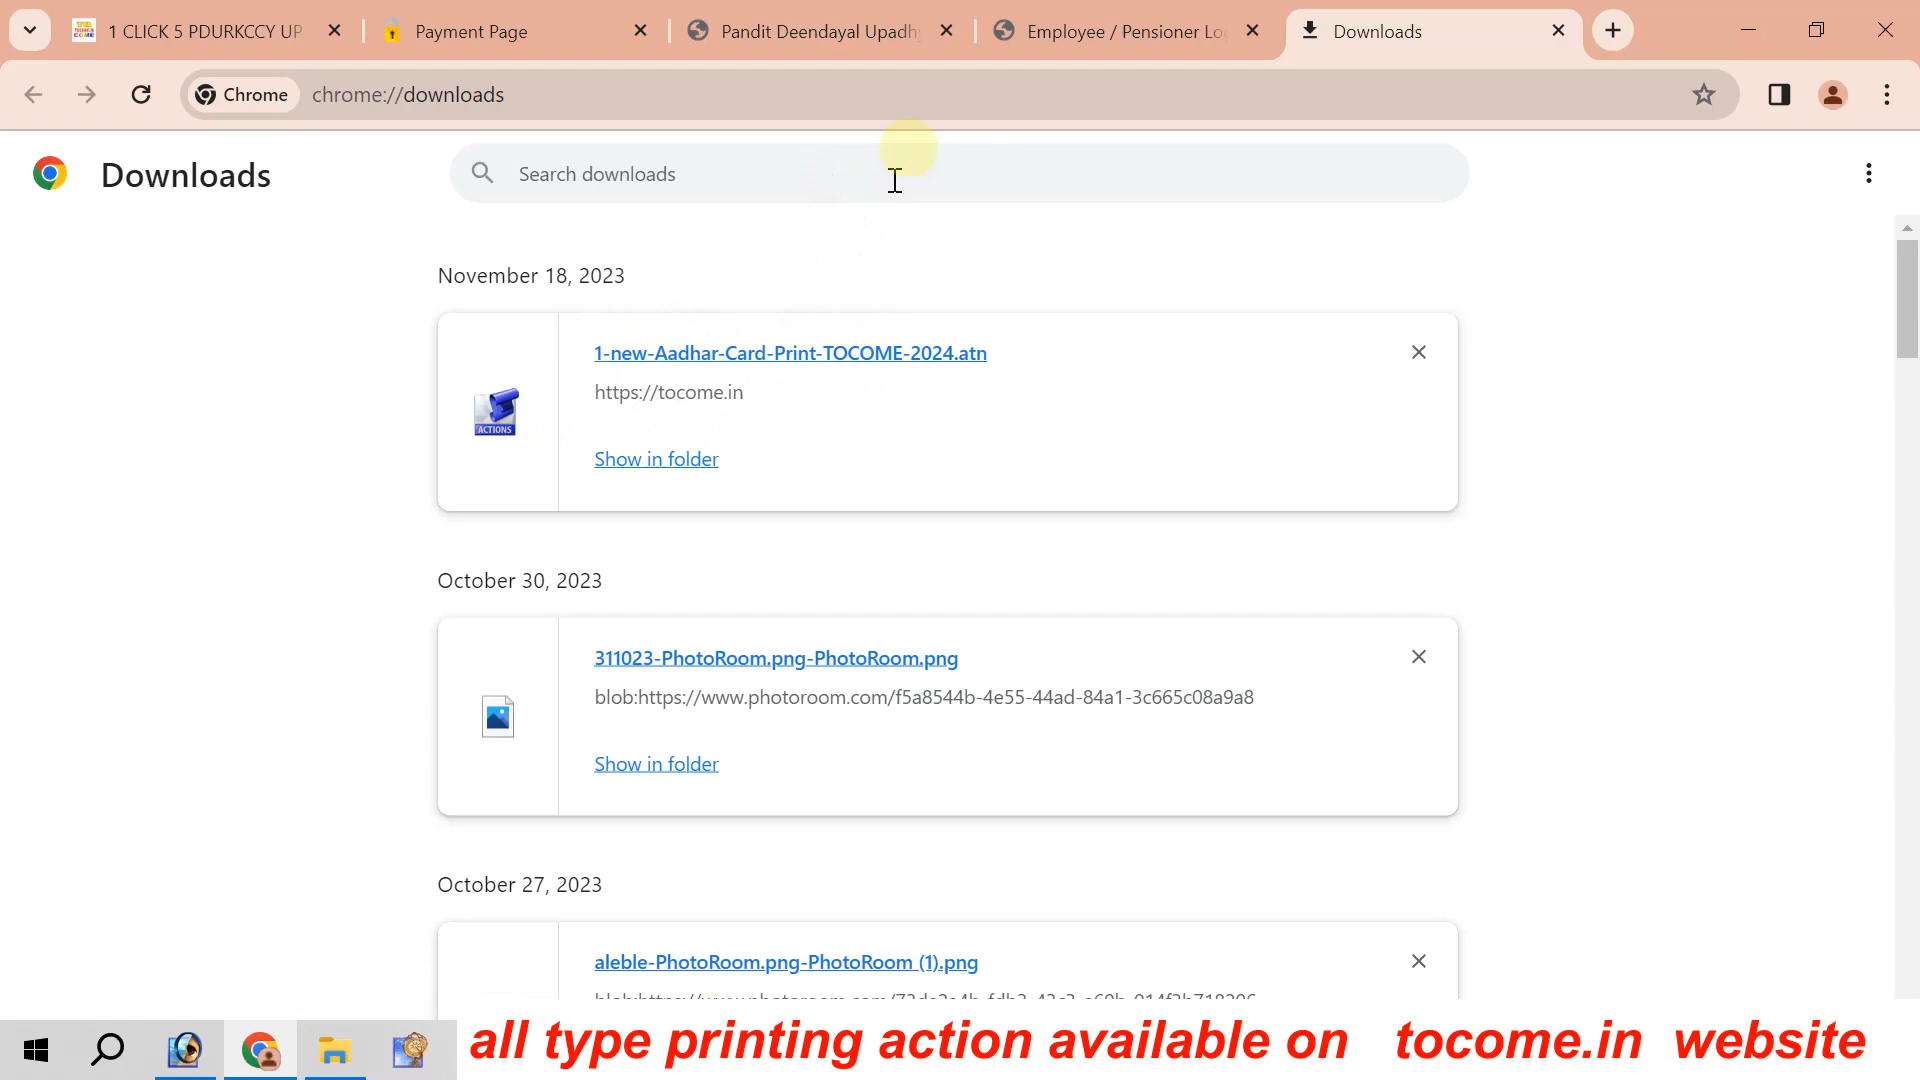 1 CLICK 5 PDURKCCY UP
Payment Page
Pandit Deendayal Upadhy
Employee / Pensioner Lo
Downloads
Chrome
chrome://downloads
Downloads
Search downloads
November 18, 2023
1-new-Aadhar-Card-Print-TOCOME-2024.atn
https://tocome.in
ACTIONS
Show in folder
October 30, 2023
311023-PhotoRoom.png-PhotoRoom.png
blob:https://www.photoroom.com/f5a8544b-4e55-44ad-84a1-3c665c08a9a8
Show in folder
October 27, 2023
aleble-PhotoRoom.png-PhotoRoom (1).png
all type printing action available on tocome.in website